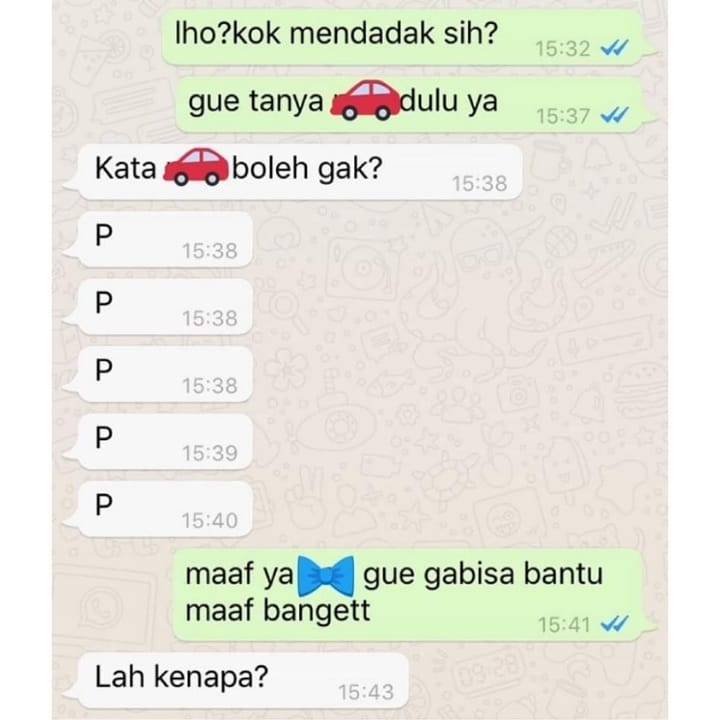 lho?kok mendadak sih?
15:32
gue tanya 🚗dulu ya
15:37
Kata 🚗boleh gak?
15:38
P
15:38
P
15:38
P
15:38
P
15:39
P
15:40
maaf ya gue gabisa bantu
maaf bangett
15:41
Lah kenapa?
15:43